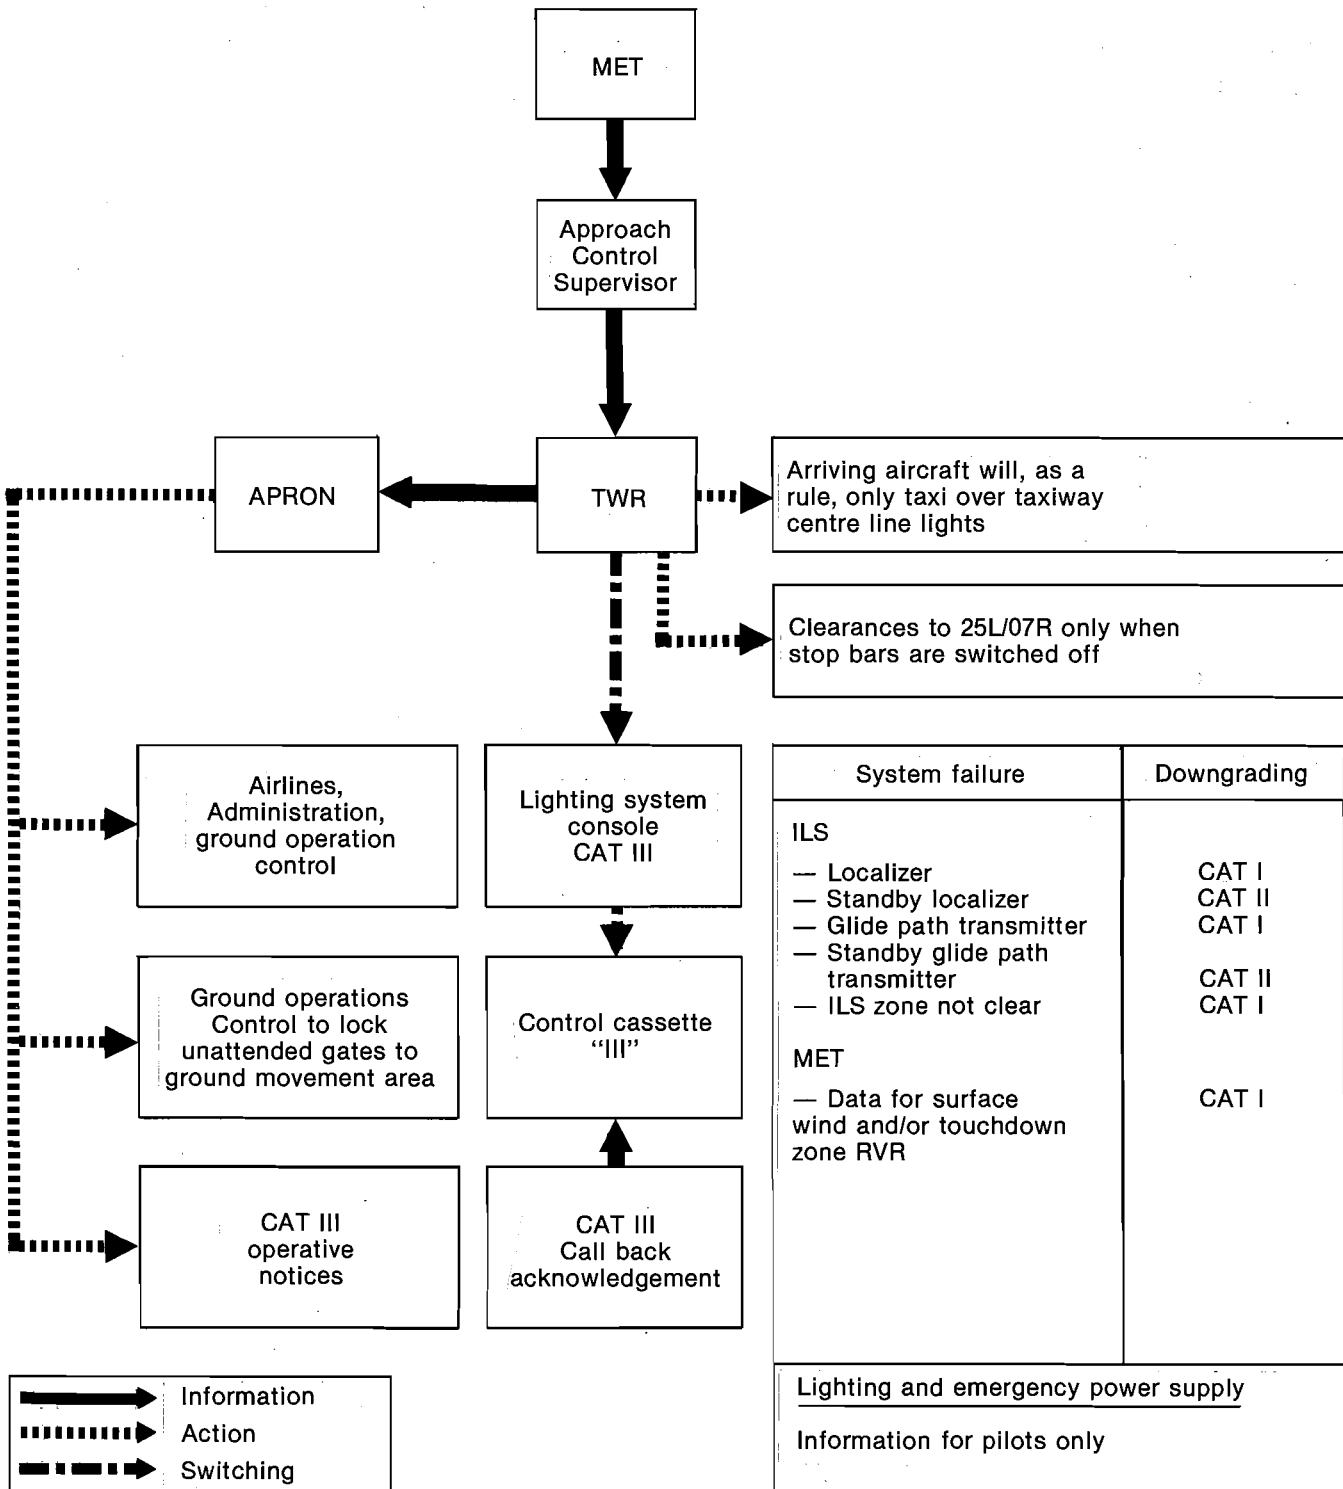 MET
Approach
Control
Supervisor
APRON
TWR
Arriving aircraft will, as a
rule, only taxi over taxiway
centre line lights
Clearances to 25L/07R only when
stop bars are switched off
Airlines,
Administration,
ground operation
control
Lighting system
console
CAT III
Ground operations
Control to lock
unattended gates to
ground movement area
Control cassette
“III”
CAT III
operative
notices
CAT III
Call back
acknowledgement
System failure Downgrading
ILS
— Localizer CAT I
— Standby localizer CAT II
— Glide path transmitter CAT I
— Standby glide path
transmitter CAT II
— ILS zone not clear CAT I
MET
— Data for surface CAT I
wind and/or touchdown
zone RVR
Lighting and emergency power supply
Information for pilots only
Information
Action
Switching